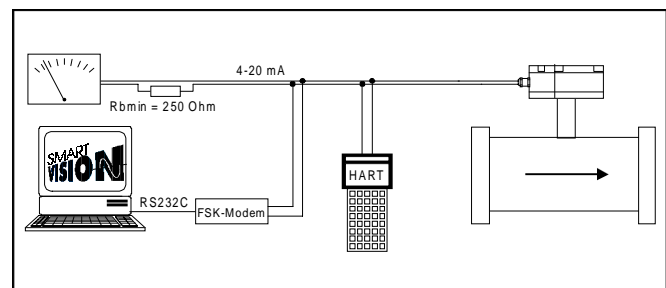 4-20 mA
Rbmin = 250 Ohm
SMART
VISION
HART
RS232C
FSK-Modem